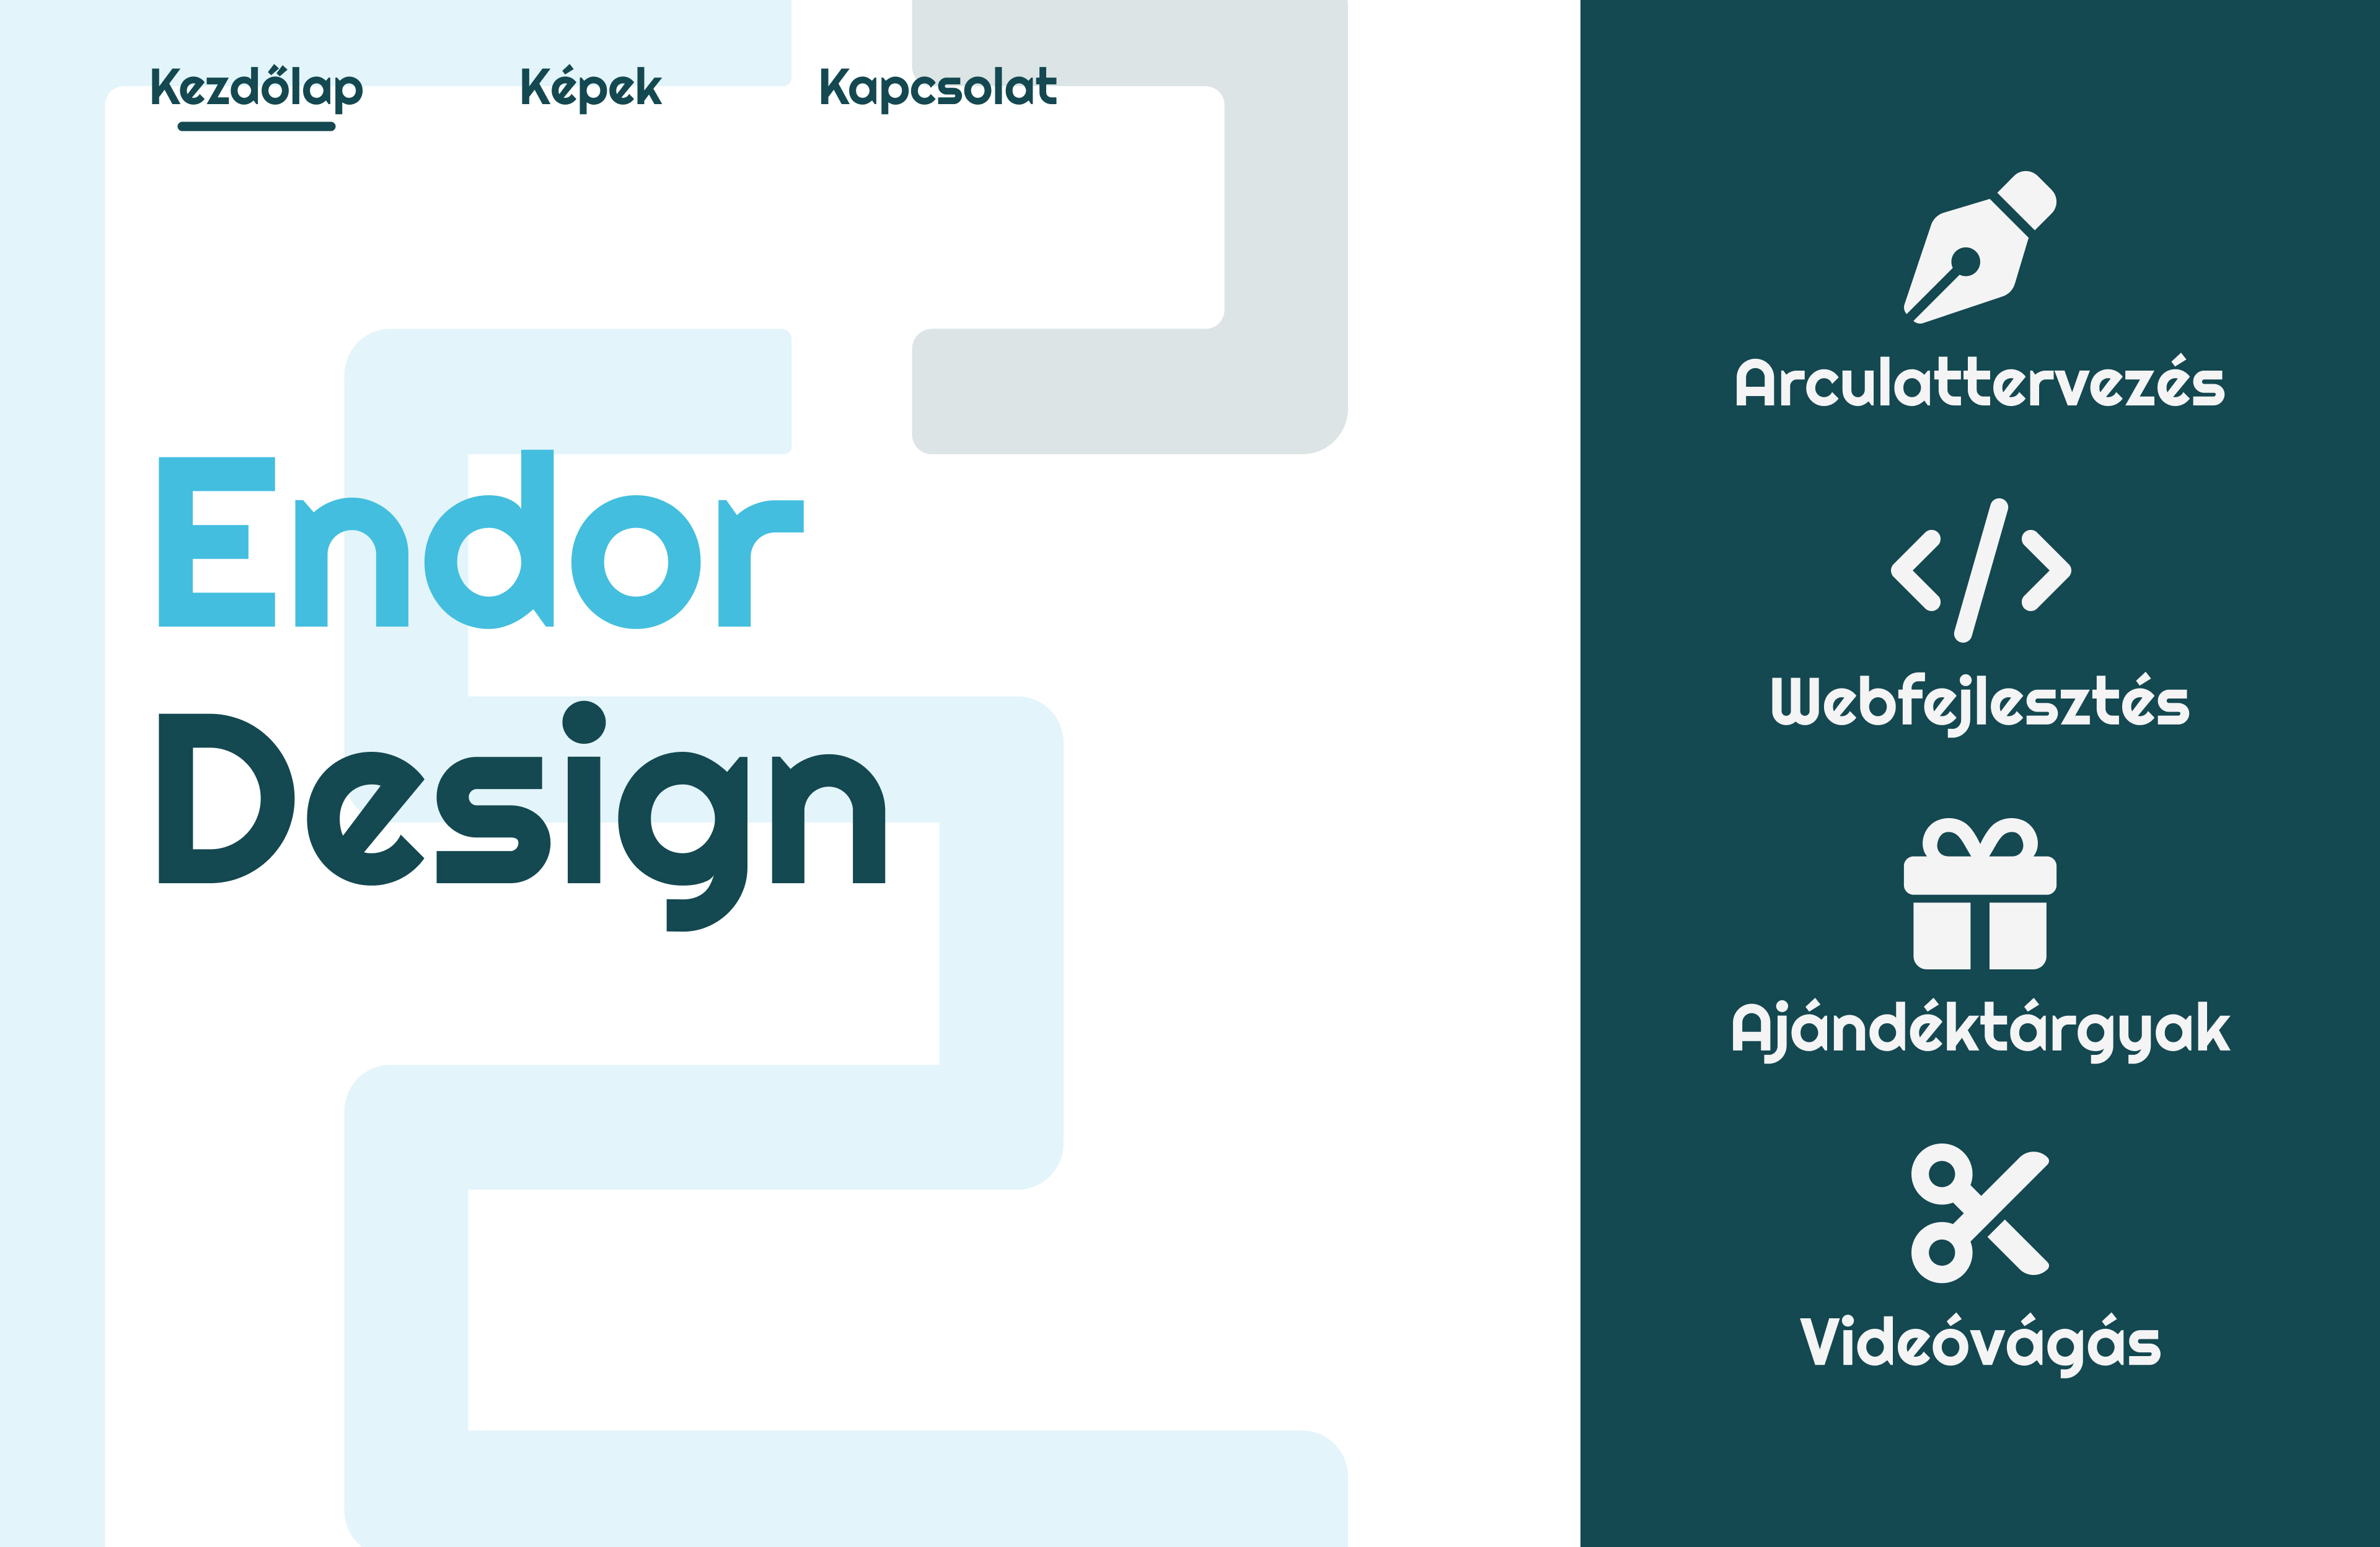 Kezdőlap Képek Kapcsolat
Endor
Design
Arculattervezés
Webfejlesztés
Ajándéktárgyak
Videóvágás